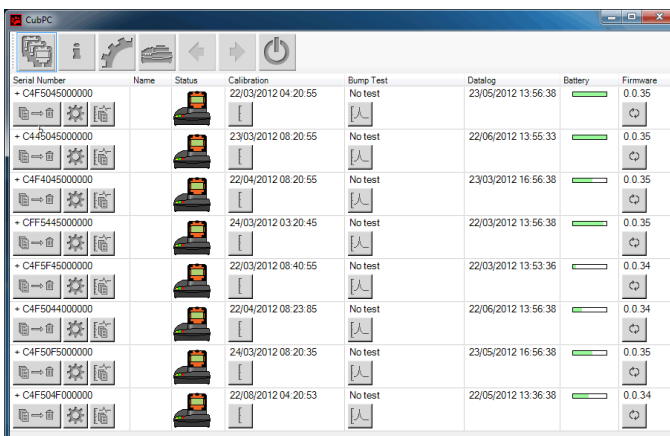 CubPC
i
Serial Number Name Status Calibration Bump Test Datalog Battery Firmware
+ C4F5045000000 22/03/2012 04:20:55 No test 23/05/2012 13:56:38 0.0.35
+ C445045000000 23/03/2012 08:20:55 No test 22/06/2012 13:55:33 0.0.35
+ C4F4045000000 22/04/2012 08:20:55 No test 23/03/2012 16:56:38 0.0.35
+ CFF5445000000 24/03/2012 03:20:45 No test 22/03/2012 13:56:38 0.0.35
+ C4F5F45000000 22/03/2012 08:40:55 No test 22/03/2012 13:53:36 0.0.34
+ C4F5044000000 22/04/2012 08:23:85 No test 22/06/2012 13:56:38 0.0.34
+ C4F50F5000000 24/03/2012 08:20:35 No test 23/05/2012 16:56:38 0.0.35
+ C4F504F000000 22/08/2012 04:20:53 No test 22/05/2012 13:36:38 0.0.34